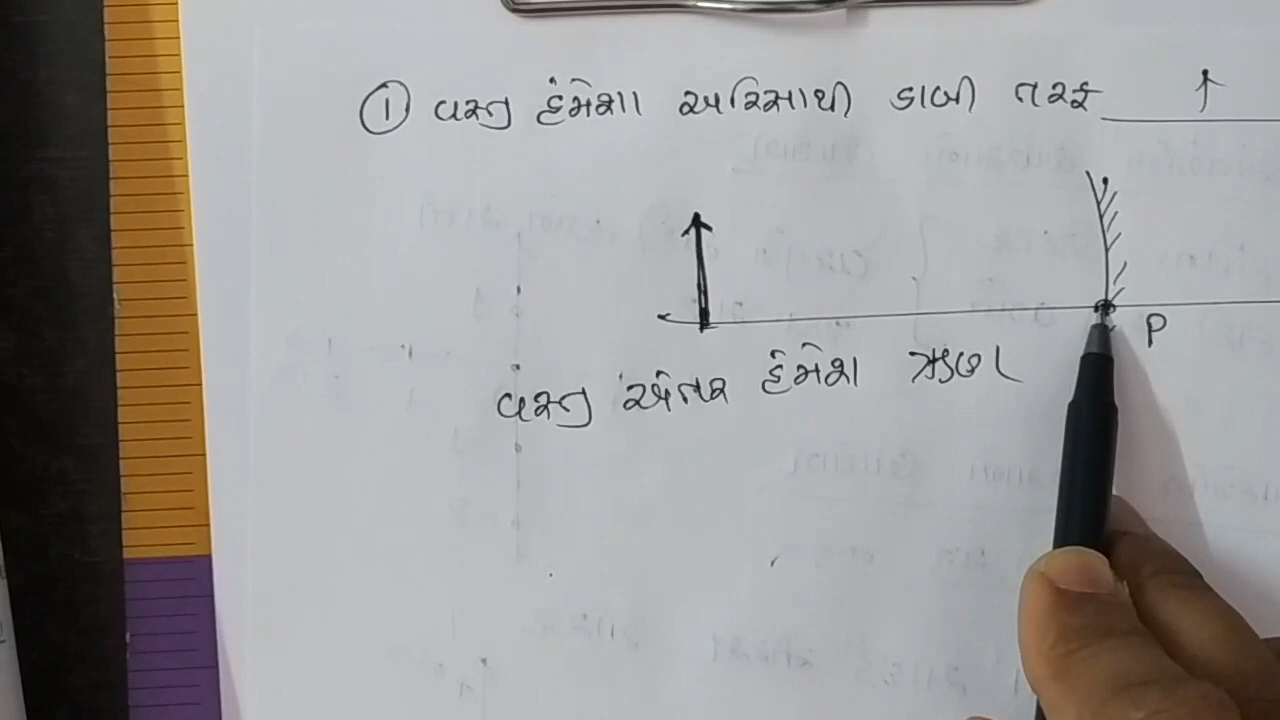 ① વસ્તુ હંમેશા અરિસાથી ડાબી તરફ
P
વસ્તુ અંતર હંમેશા ઋણ